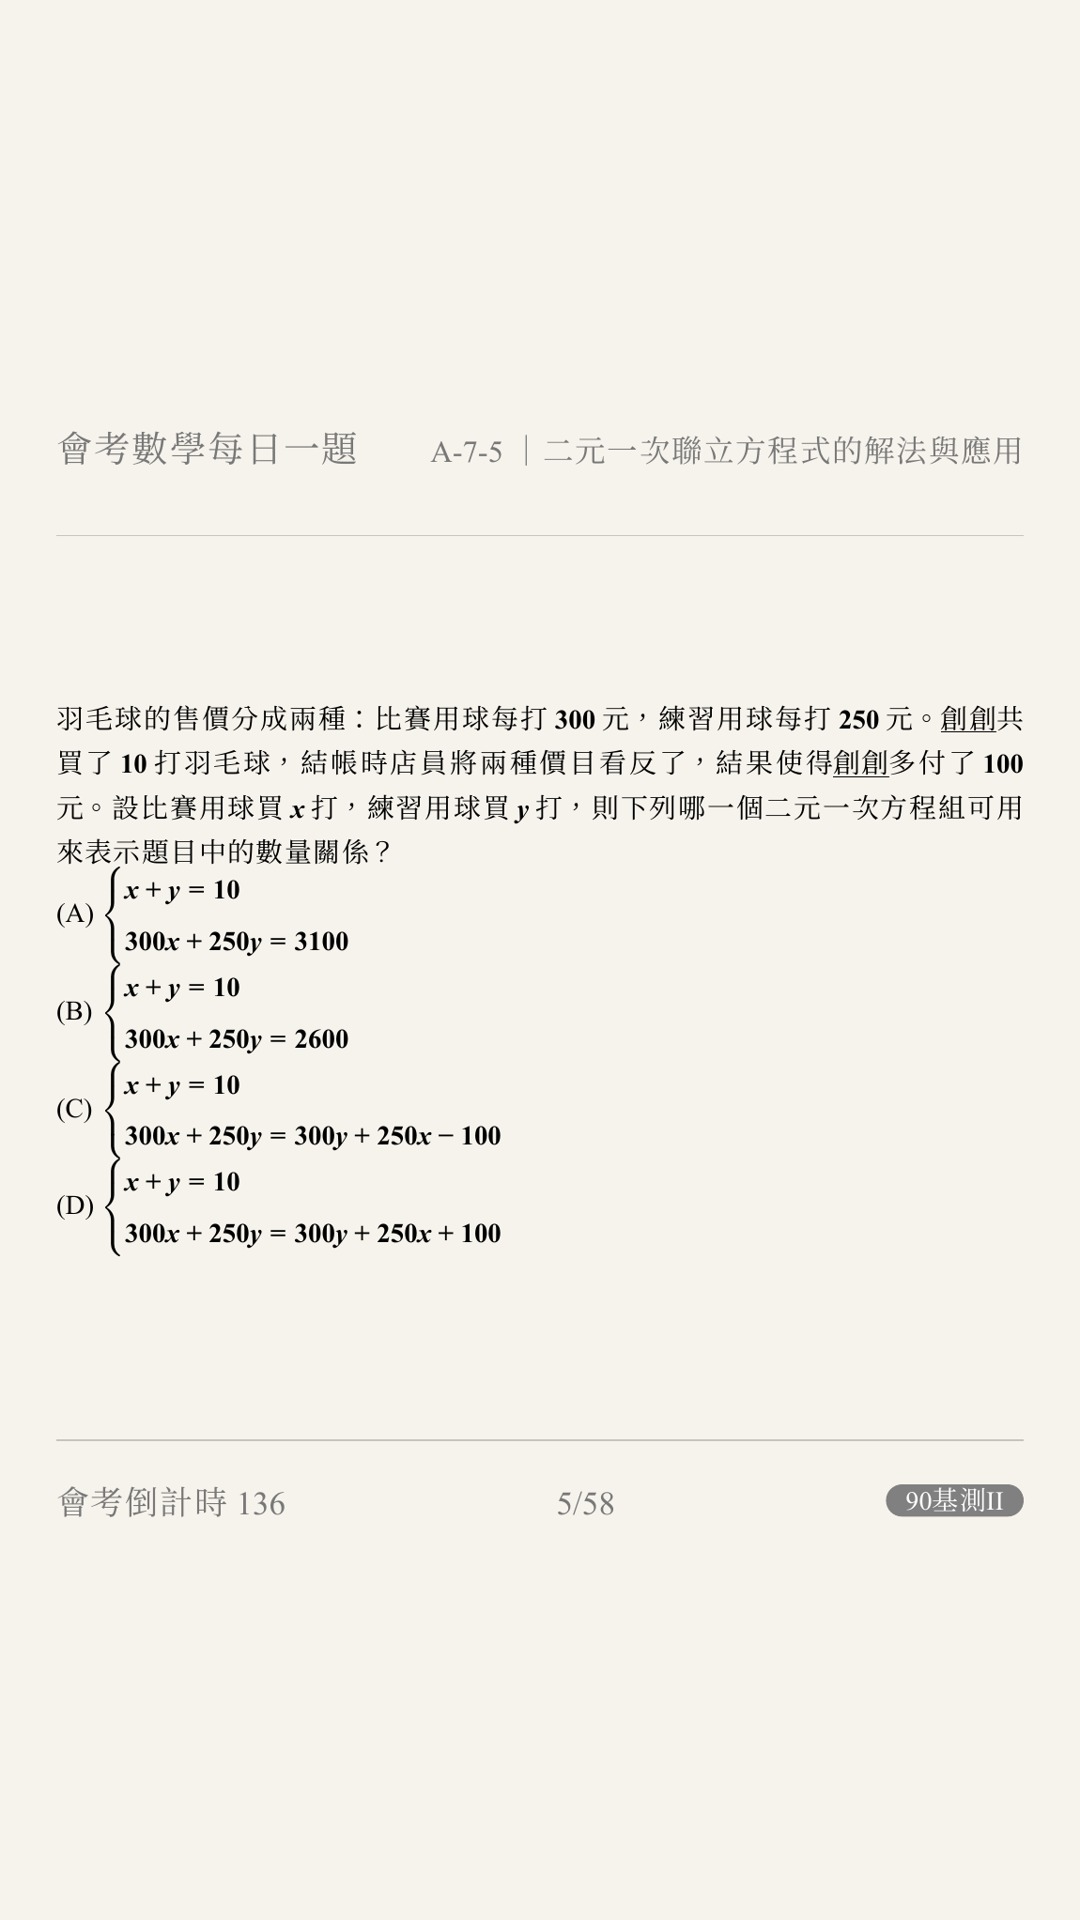 會考數學每日一題
A-7-5｜二元一次聯立方程式的解法與應用
羽毛球的售價分成兩種：比賽用球每打 300 元，練習用球每打 250 元。創創共
買了 10 打羽毛球，結帳時店員將兩種價目看反了，結果使得創創多付了 100
元。設比賽用球買 x 打，練習用球買 y 打，則下列哪一個二元一次方程組可用
來表示題目中的數量關係？
(A) x + y = 10
300x + 250y = 3100
(B) x + y = 10
300x + 250y = 2600
(C) x + y = 10
300x + 250y = 300y + 250x − 100
(D) x + y = 10
300x + 250y = 300y + 250x + 100
會考倒計時 136
5/58
90基測II